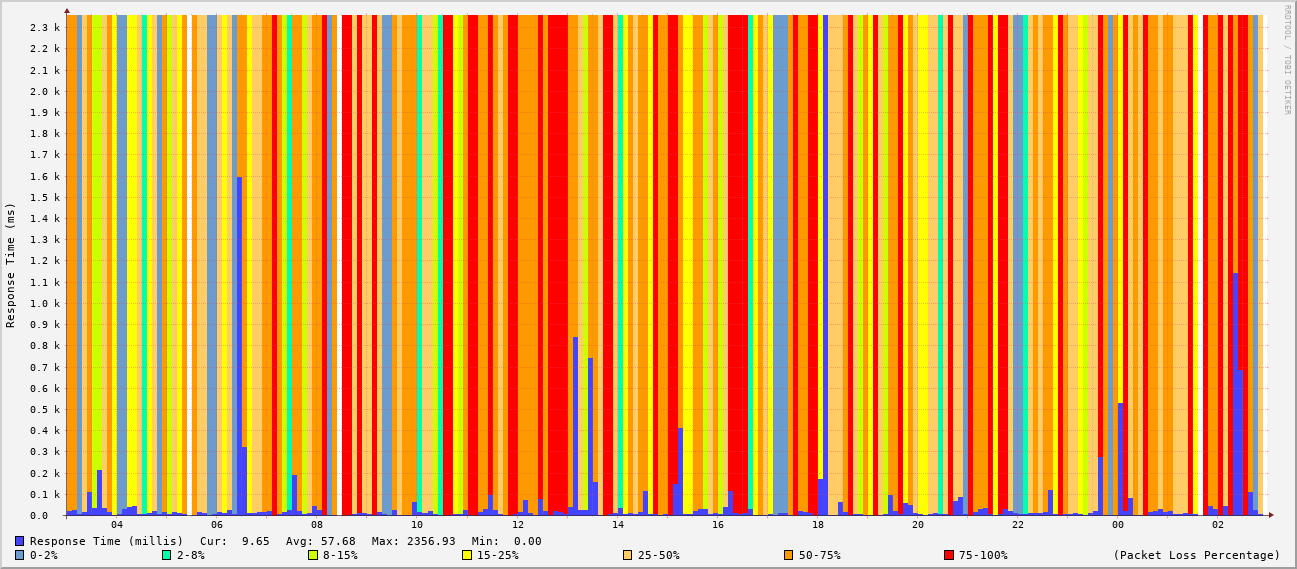 RRDTOOL / TOBI OETIKER
Response Time (ms)
2.3 k
2.2 k
2.1 k
2.0 k
1.9 k
1.8 k
1.7 k
1.6 k
1.5 k
1.4 k
1.3 k
1.2 k
1.1 k
1.0 k
0.9 k
0.8 k
0.7 k
0.6 k
0.5 k
0.4 k
0.3 k
0.2 k
0.1 k
0.0
04 06 08 10 12 14 16 18 20 22 00 02
Response Time (millis) Cur: 9.65 Avg: 57.68 Max: 2356.93 Min: 0.00
0-2% 2-8% 8-15% 15-25% 25-50% 50-75% 75-100% (Packet Loss Percentage)